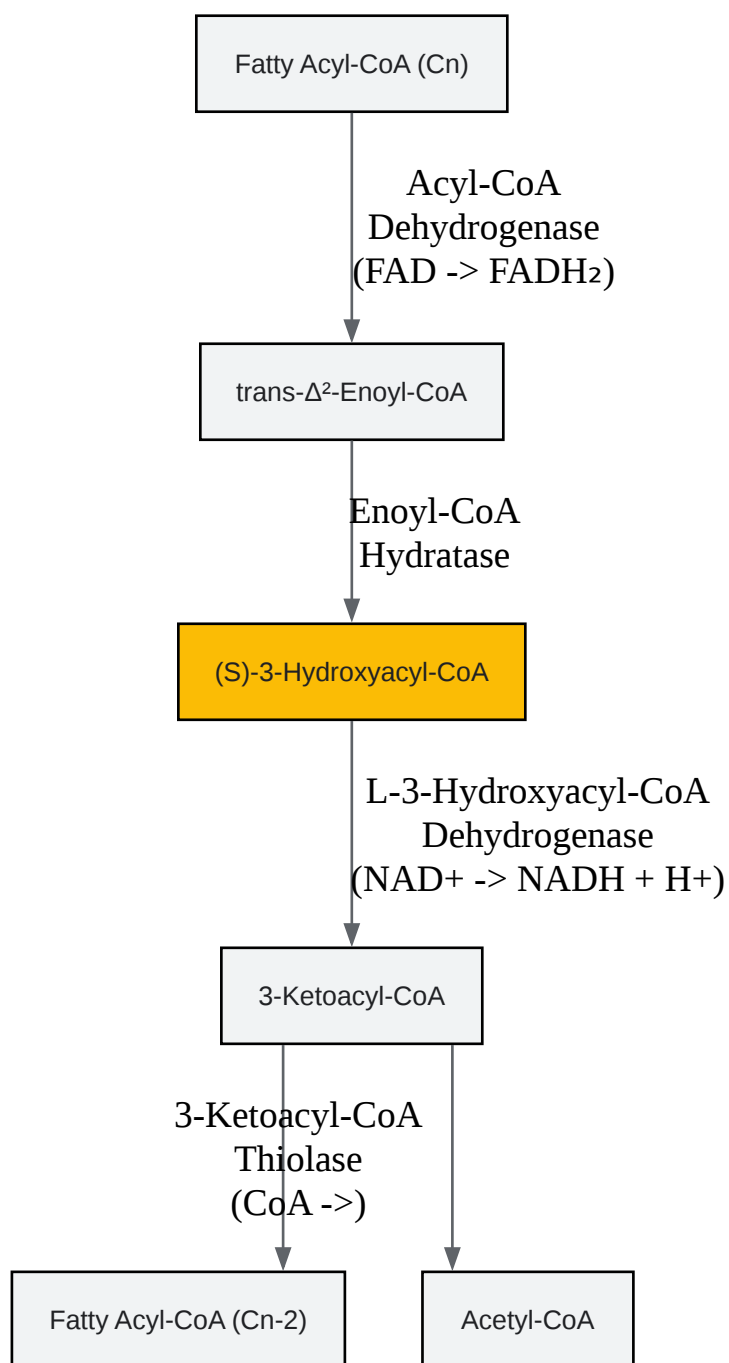 Fatty Acyl-CoA (Cn)
Acyl-CoA
Dehydrogenase
(FAD -> FADH₂)
trans-Δ²-Enoyl-CoA
Enoyl-CoA
Hydratase
(S)-3-Hydroxyacyl-CoA
L-3-Hydroxyacyl-CoA
Dehydrogenase
(NAD+ -> NADH + H+)
3-Ketoacyl-CoA
3-Ketoacyl-CoA
Thiolase
(CoA ->)
Fatty Acyl-CoA (Cn-2)
Acetyl-CoA